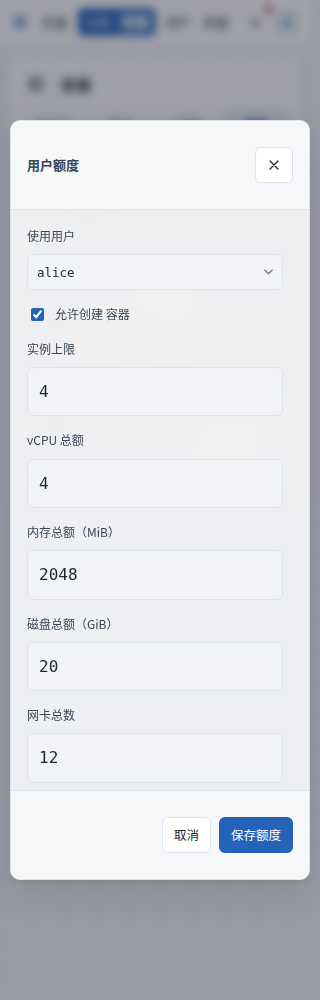 用户额度
使用用户
alice
允许创建 容器
实例上限
4
vCPU 总额
4
内存总额（MiB）
2048
磁盘总额（GiB）
20
网卡总数
12
取消
保存额度